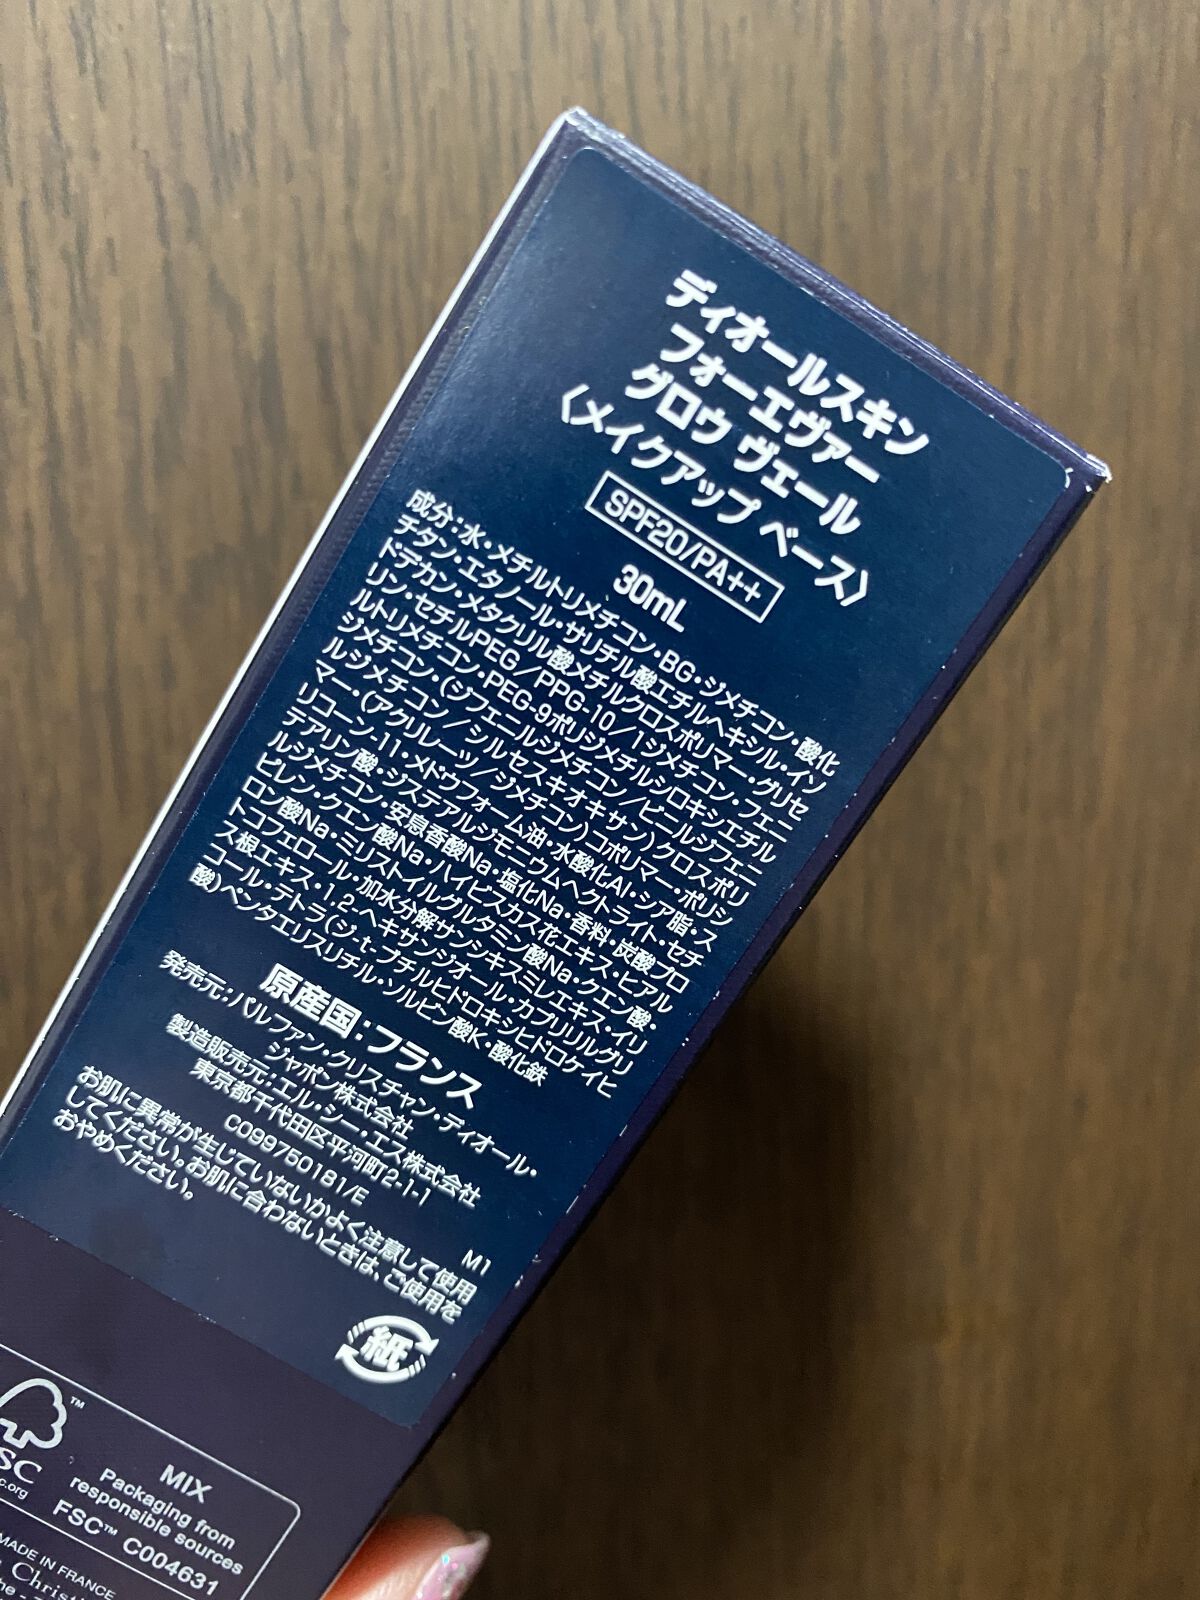 ディオールスキン
フォーエヴァー
グロウ ヴェール
〈メイクアップ ベース〉
SPF20/PA++
30mL
成分：水・メチルトリメチコン・BG・ジメチコン・酸化
チタン・エタノール・サリチル酸エチルヘキシル・イソ
ドデカン・メタクリル酸メチルクロスポリマー・グリセ
リン・セチルPEG/PPG-10/1ジメチコン・フェニ
ルトリメチコン・PEG-9ポリジメチルシロキシエチル
ジメチコン・(ジフェニルジメチコン/ビニルジフェニ
ルジメチコン/シルセスキオキサン)クロスポリ
マー・(アクリレーツ/ジメチコン)コポリマー・ポリシ
リコーン-11・メドウフォーム油・水酸化Al・シア脂・ス
テアリン酸・ジステアルジモニウムヘクトライト・セチ
ルジメチコン・安息香酸Na・塩化Na・香料・炭酸プロ
ピレン・クエン酸Na・ハイビスカス花エキス・ヒアル
ロン酸Na・ミリストイルグルタミン酸Na・クエン酸・
トコフェロール・加水分解サンシキスミレエキス・イリ
ス根エキス・1,2-ヘキサンジオール・カプリリルグリ
コール・テトラ(ジ-t-ブチルヒドロキシヒドロケイヒ
酸)ペンタエリスリチル・ソルビン酸K・酸化鉄
原産国：フランス
発売元：パルファン・クリスチャン・ディオール・
ジャポン株式会社
製造販売元：エル・シー・エス株式会社
東京都千代田区平河町2-1-1
C099750181/E
M1
お肌に異常が生じていないかよく注意して使用
してください。お肌に合わないときは、ご使用を
おやめください。
紙
TM
MIX
Packaging from
responsible sources
FSC™ C004631
MADE IN FRANCE